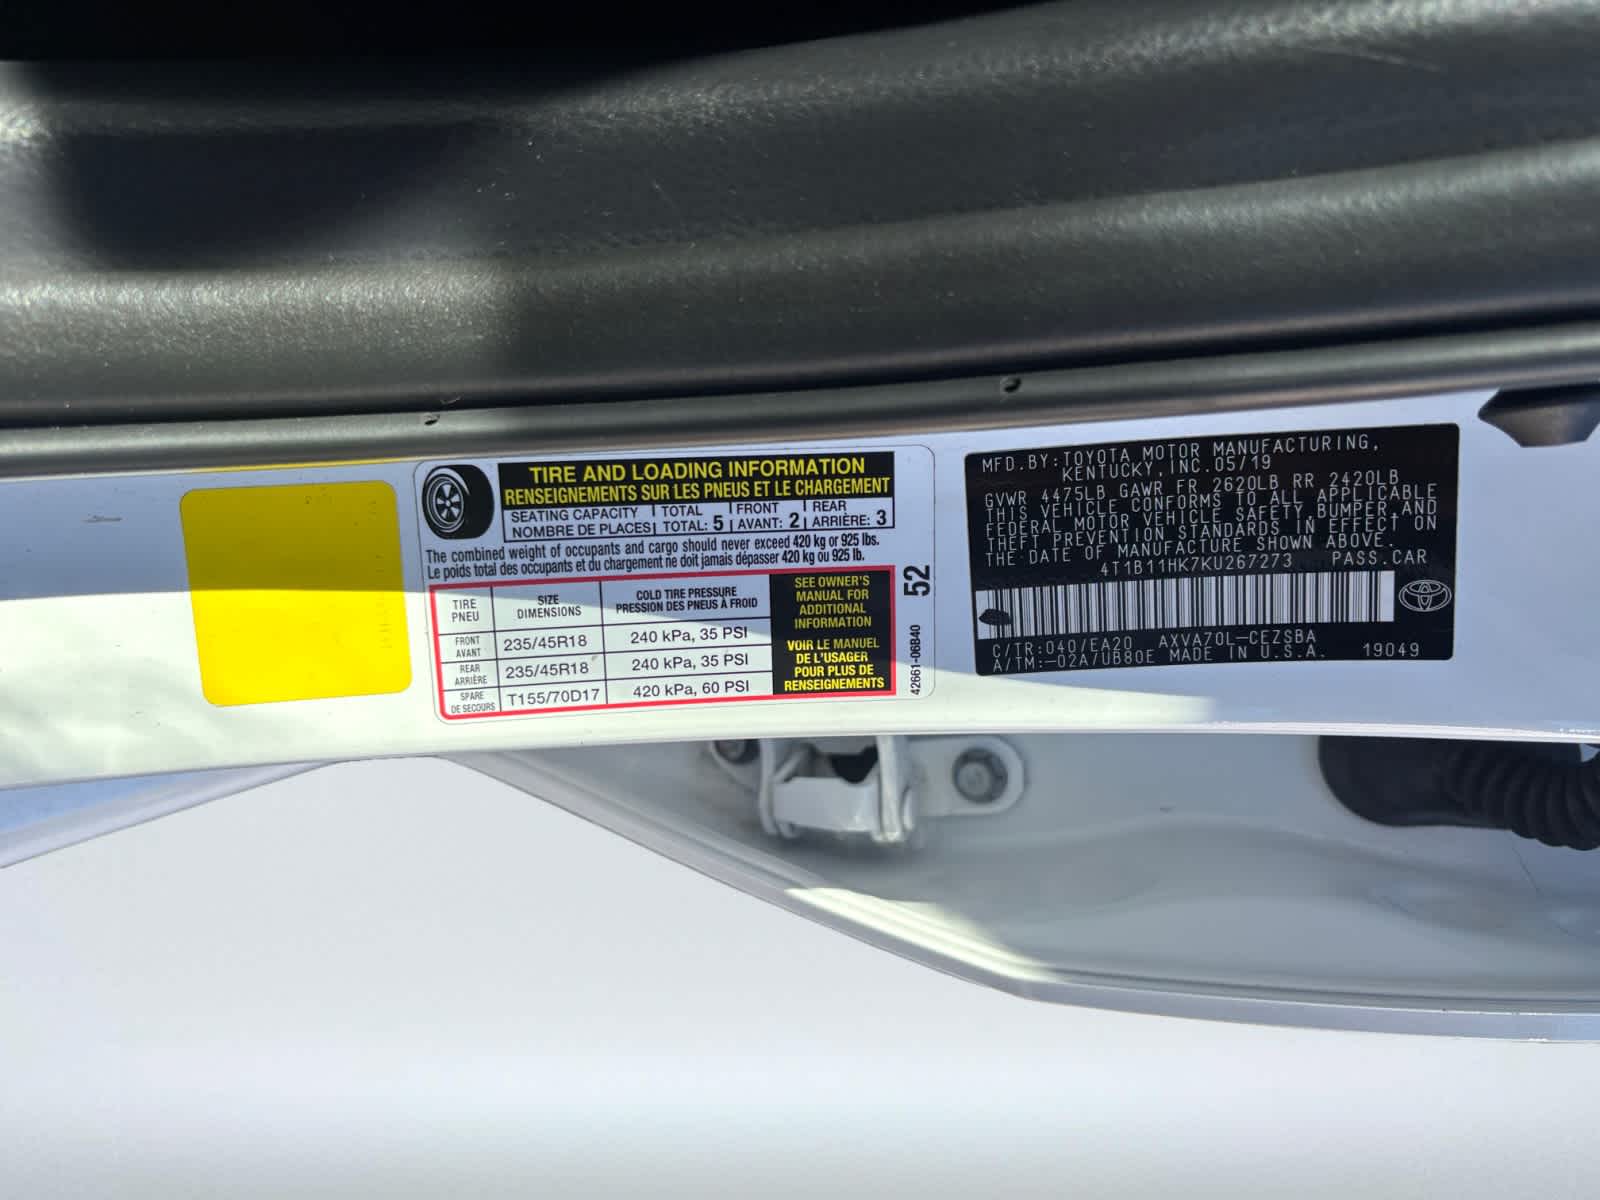 TIRE AND LOADING INFORMATION
RENSEIGNEMENTS SUR LES PNEUS ET LE CHARGEMENT
SEATING CAPACITY | TOTAL | FRONT | REAR
NOMBRE DE PLACES | TOTAL: 5 | AVANT: 2 | ARRIÈRE: 3
The combined weight of occupants and cargo should never exceed 420 kg or 925 lbs.
Le poids total des occupants et du chargement ne doit jamais dépasser 420 kg ou 925 lb.
TIRE
PNEU
SIZE
DIMENSIONS
COLD TIRE PRESSURE
PRESSION DES PNEUS À FROID
FRONT
AVANT
235/45R18
240 kPa, 35 PSI
REAR
ARRIÈRE
235/45R18
240 kPa, 35 PSI
SPARE
DE SECOURS
T155/70D17
420 kPa, 60 PSI
SEE OWNER'S
MANUAL FOR
ADDITIONAL
INFORMATION
VOIR LE MANUEL
DE L'USAGER
POUR PLUS DE
RENSEIGNEMENTS
52
42661-06B40
MFD.BY:TOYOTA MOTOR MANUFACTURING,
KENTUCKY, INC.05/19
GVWR 4475LB GAWR FR 2620LB RR 2420LB
THIS VEHICLE CONFORMS TO ALL APPLICABLE
FEDERAL MOTOR VEHICLE SAFETY, BUMPER,AND
THEFT PREVENTION STANDARDS IN EFFECT ON
THE DATE OF MANUFACTURE SHOWN ABOVE.
4T1B11HK7KU267273 PASS.CAR
C/TR:040/EA20 AXVA70L-CEZSBA
A/TM:-02A/UB80E MADE IN U.S.A. 19049